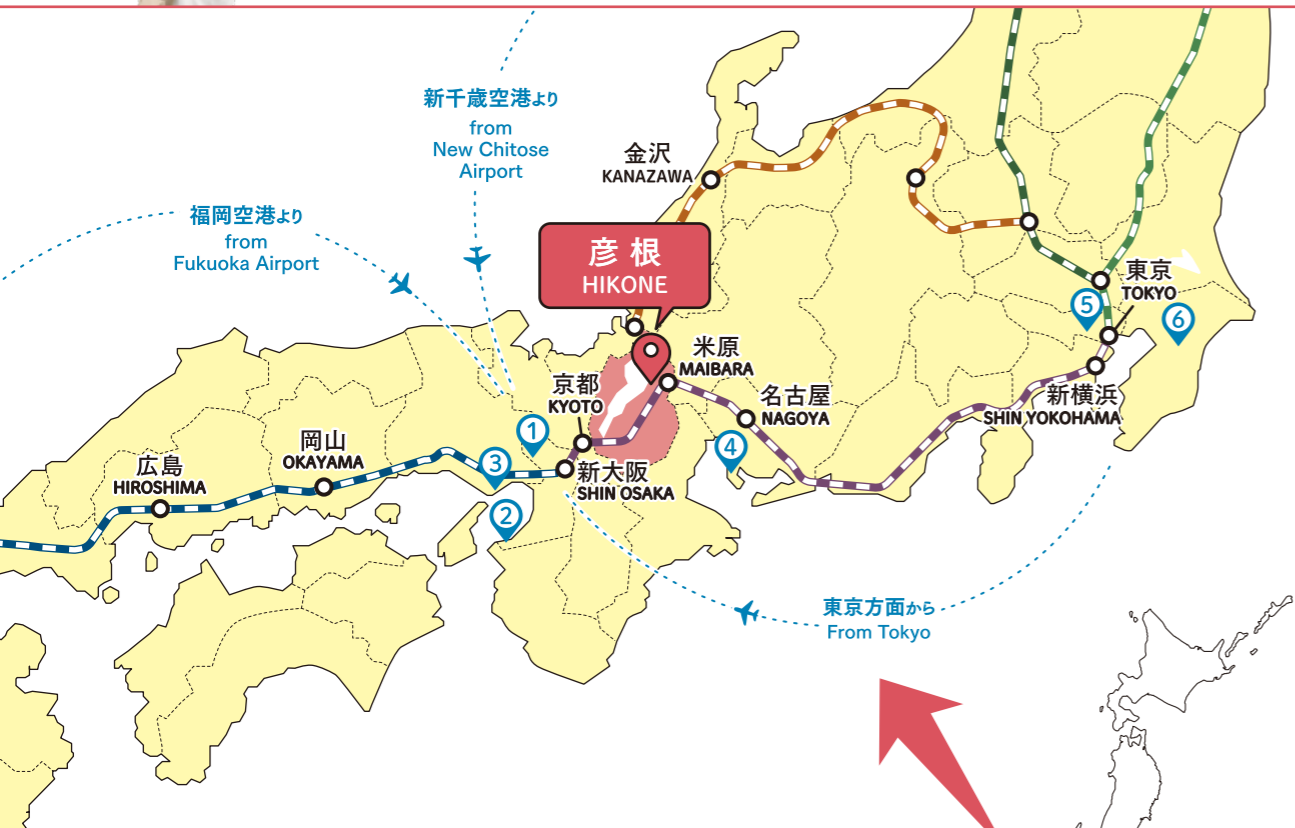 新千歳空港より
from
New Chitose
Airport
金沢
KANAZAWA
福岡空港より
from
Fukuoka Airport
彦根
HIKONE
東京
TOKYO
⑤
⑥
米原
MAIBARA
京都
KYOTO
名古屋
NAGOYA
新横浜
SHIN YOKOHAMA
①
④
③
岡山
OKAYAMA
広島
HIROSHIMA
新大阪
SHIN OSAKA
②
東京方面から
From Tokyo